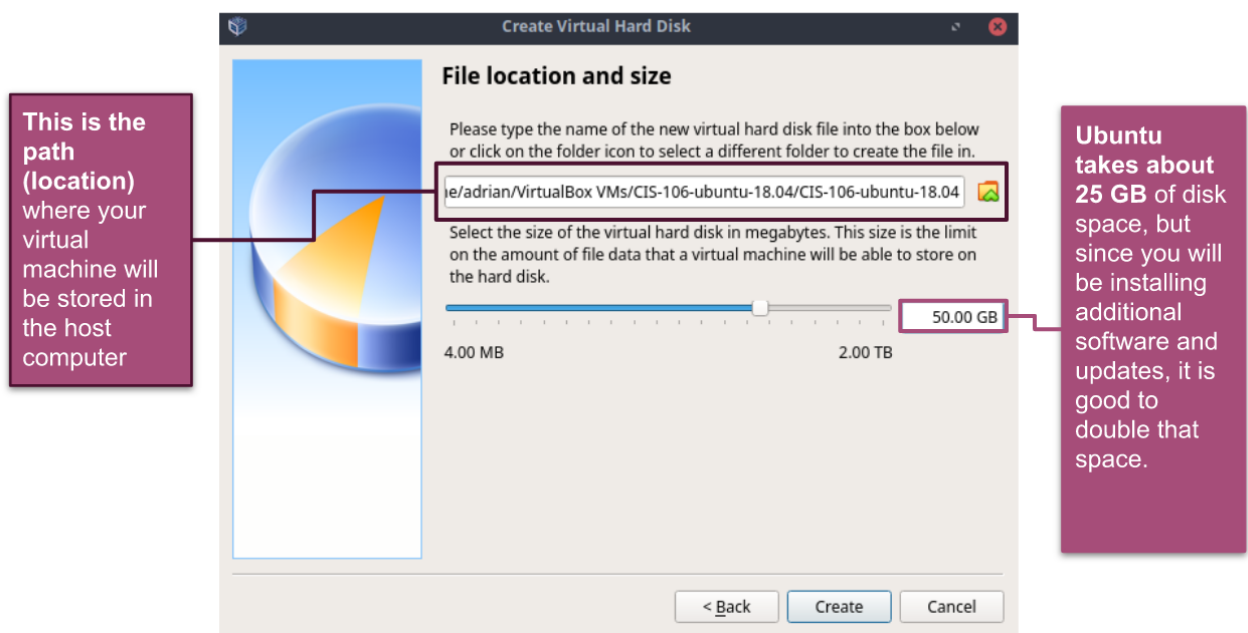 Create Virtual Hard Disk
This is the
path
(location)
where your
virtual
machine will
be stored in
the host
computer
File location and size
Please type the name of the new virtual hard disk file into the box below
or click on the folder icon to select a different folder to create the file in.
e/adrian/VirtualBox VMs/CIS-106-ubuntu-18.04/CIS-106-ubuntu-18.04
Select the size of the virtual hard disk in megabytes. This size is the limit
on the amount of file data that a virtual machine will be able to store on
the hard disk.
50.00 GB
4.00 MB
2.00 TB
Ubuntu
takes about
25 GB of disk
space, but
since you will
be installing
additional
software and
updates, it is
good to
double that
space.
< Back
Create
Cancel